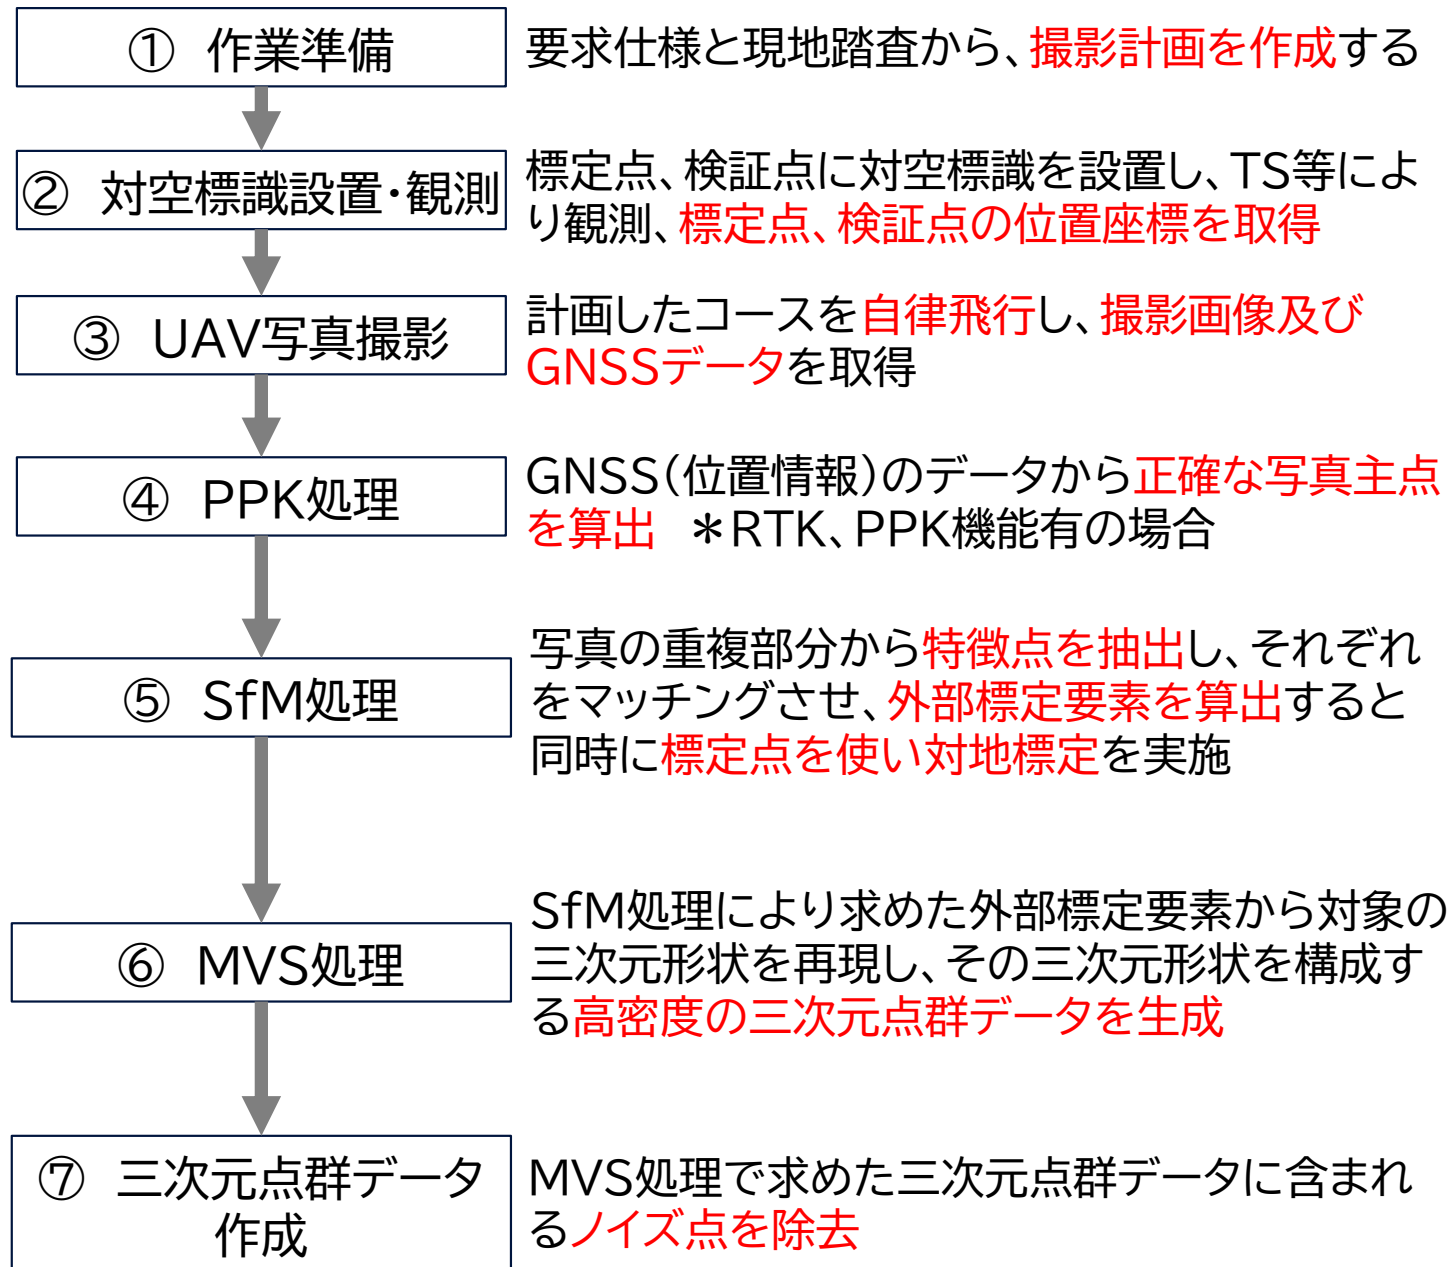 ① 作業準備
要求仕様と現地踏査から、撮影計画を作成する
② 対空標識設置・観測
標定点、検証点に対空標識を設置し、TS等によ
り観測、標定点、検証点の位置座標を取得
③ UAV写真撮影
計画したコースを自律飛行し、撮影画像及び
GNSSデータを取得
④ PPK処理
GNSS(位置情報)のデータから正確な写真主点
を算出 *RTK、PPK機能有の場合
⑤ SfM処理
写真の重複部分から特徴点を抽出し、それぞれ
をマッチングさせ、外部標定要素を算出すると
同時に標定点を使い対地標定を実施
⑥ MVS処理
SfM処理により求めた外部標定要素から対象の
三次元形状を再現し、その三次元形状を構成す
る高密度の三次元点群データを生成
⑦ 三次元点群データ
作成
MVS処理で求めた三次元点群データに含まれ
るノイズ点を除去